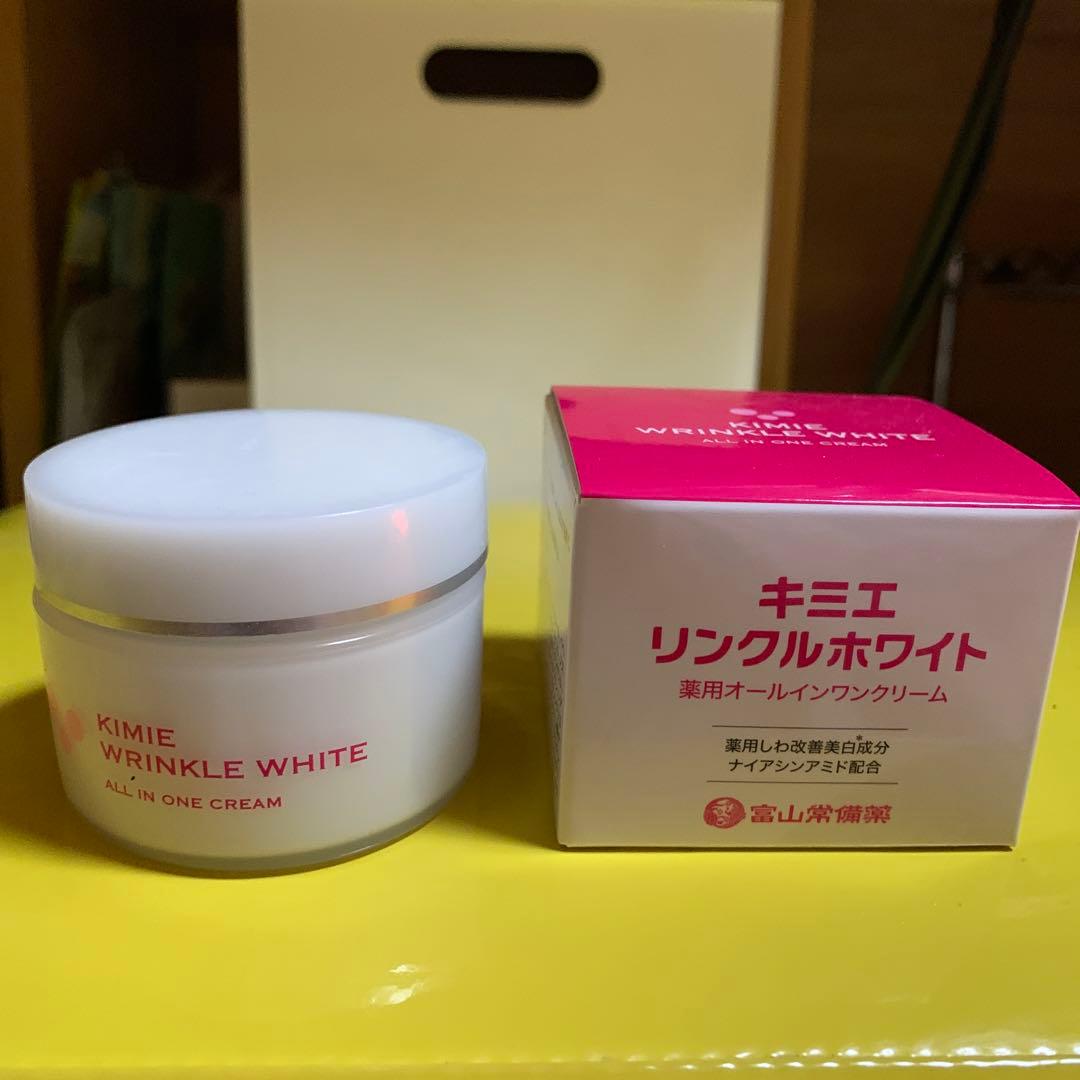 KIMIE
WRINKLE WHITE
ALL IN ONE CREAM
KIMIE
WRINKLE WHITE
ALL IN ONE CREAM
キミエ
リンクルホワイト
薬用オールインワンクリーム
薬用しわ改善美白*成分
ナイアシンアミド配合
富山常備薬